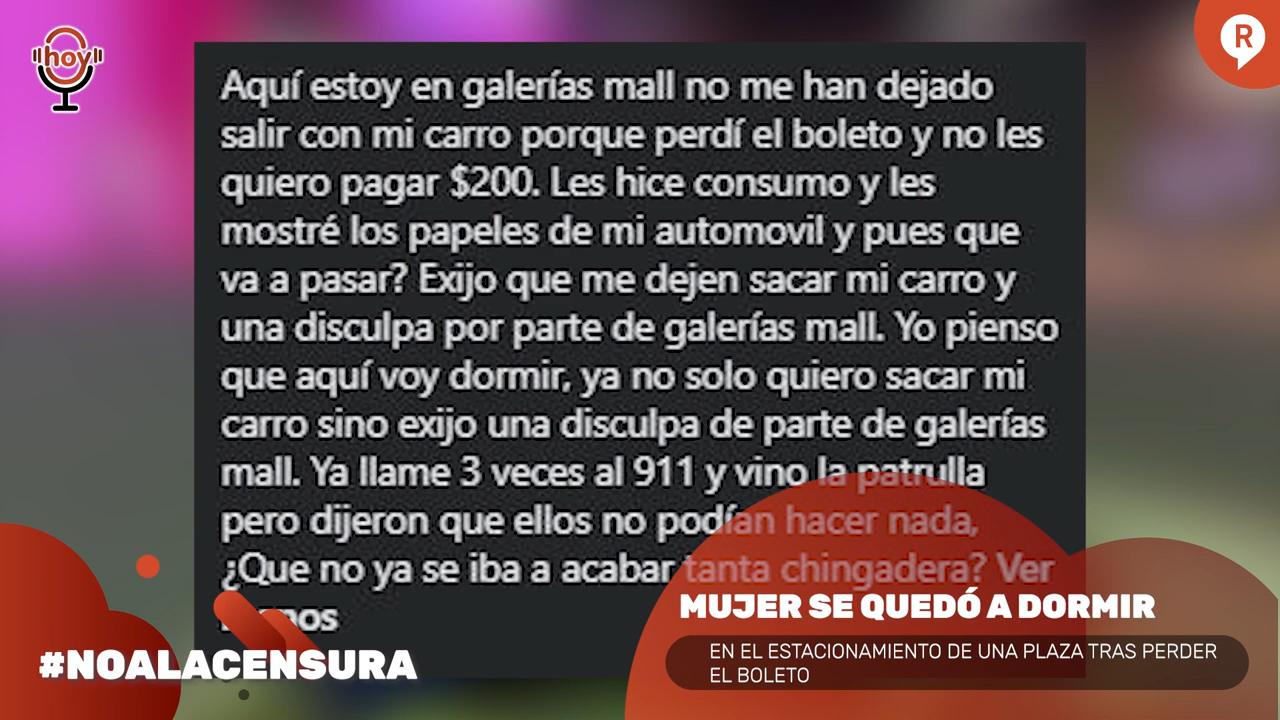 hoy
R
Aquí estoy en galerías mall no me han dejado
salir con mi carro porque perdí el boleto y no les
quiero pagar $200. Les hice consumo y les
mostré los papeles de mi automovil y pues que
va a pasar? Exijo que me dejen sacar mi carro y
una disculpa por parte de galerías mall. Yo pienso
que aquí voy dormir, ya no solo quiero sacar mi
carro sino exijo una disculpa de parte de galerías
mall. Ya llame 3 veces al 911 y vino la patrulla
pero dijeron que ellos no podían hacer nada,
¿Que no ya se iba a acabar tanta chingadera? Ver
#NOALACENSURA
MUJER SE QUEDÓ A DORMIR
EN EL ESTACIONAMIENTO DE UNA PLAZA TRAS PERDER
EL BOLETO